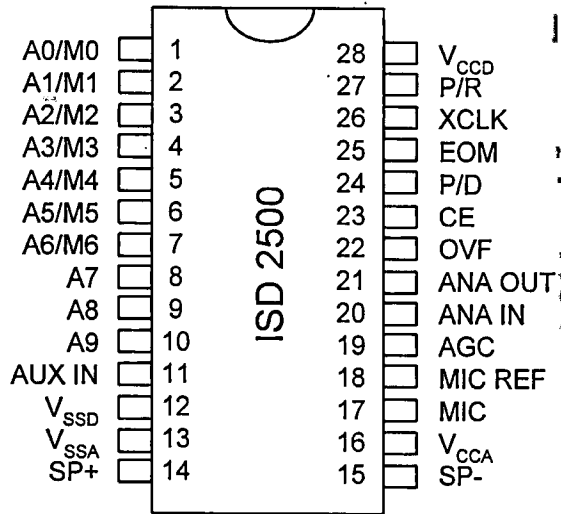 A0/M0 1 28 VCCD
A1/M1 2 27 P/R
A2/M2 3 26 XCLK
A3/M3 4 25 EOM
A4/M4 5 24 P/D
A5/M5 6 23 CE
A6/M6 7 22 OVF
A7 8 21 ANA OUT
A8 9 20 ANA IN
A9 10 19 AGC
AUX IN 11 18 MIC REF
VSSD 12 17 MIC
VSSA 13 16 VCCA
SP+ 14 15 SP-
ISD 2500